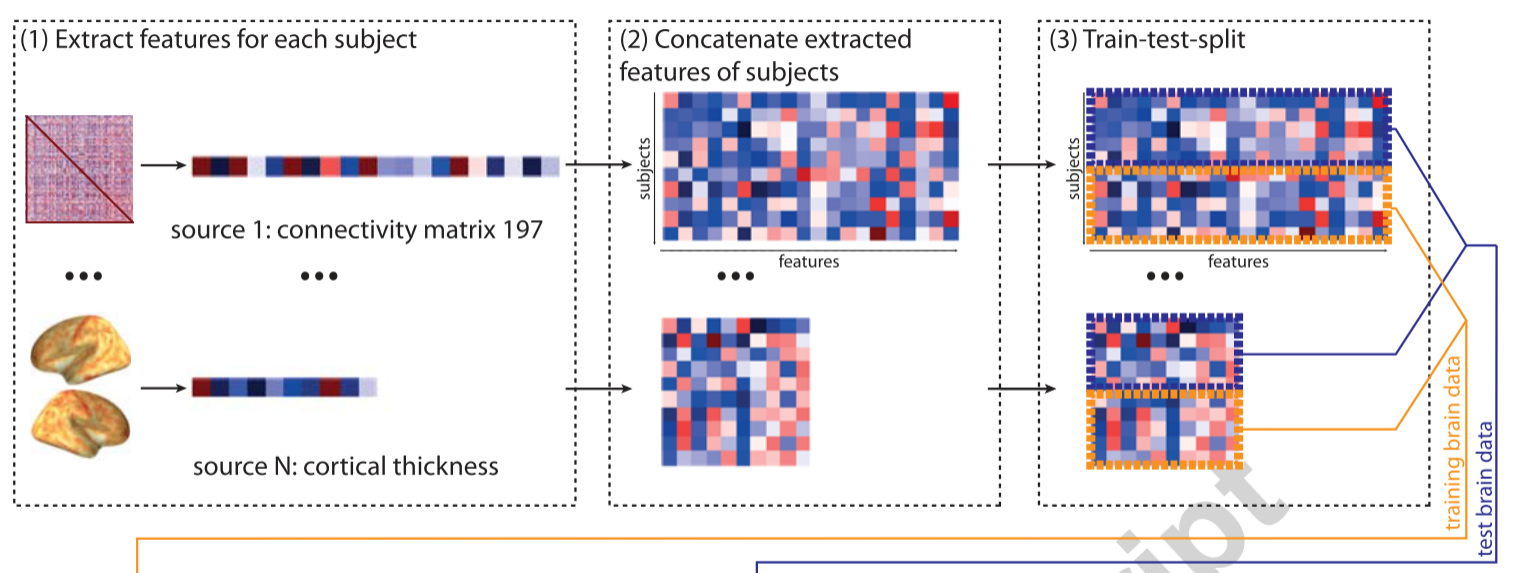 (1) Extract features for each subject
source 1: connectivity matrix 197
source N: cortical thickness
(2) Concatenate extracted
features of subjects
subjects
features
(3) Train-test-split
subjects
features
training brain data
test brain data